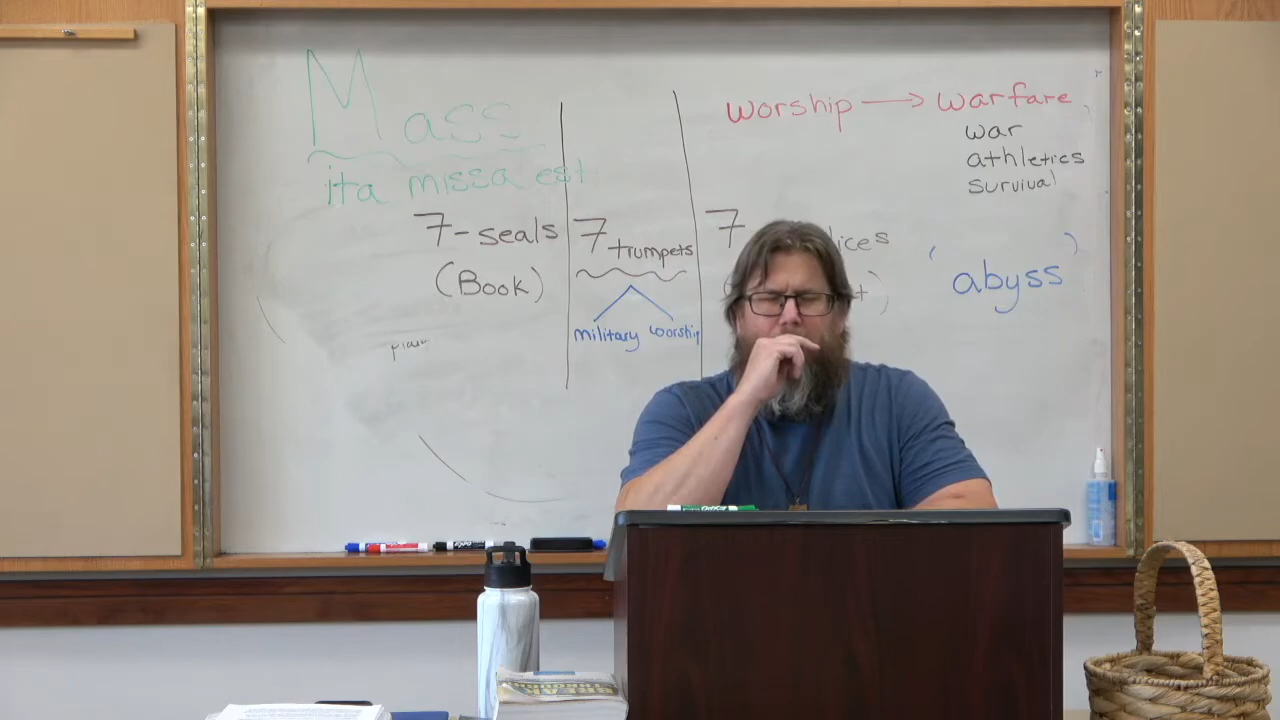 Mass
ita missa est
worship → warfare
war
athletics
survival
7-seals
(Book)
7 trumpets
military worship
7
abyss